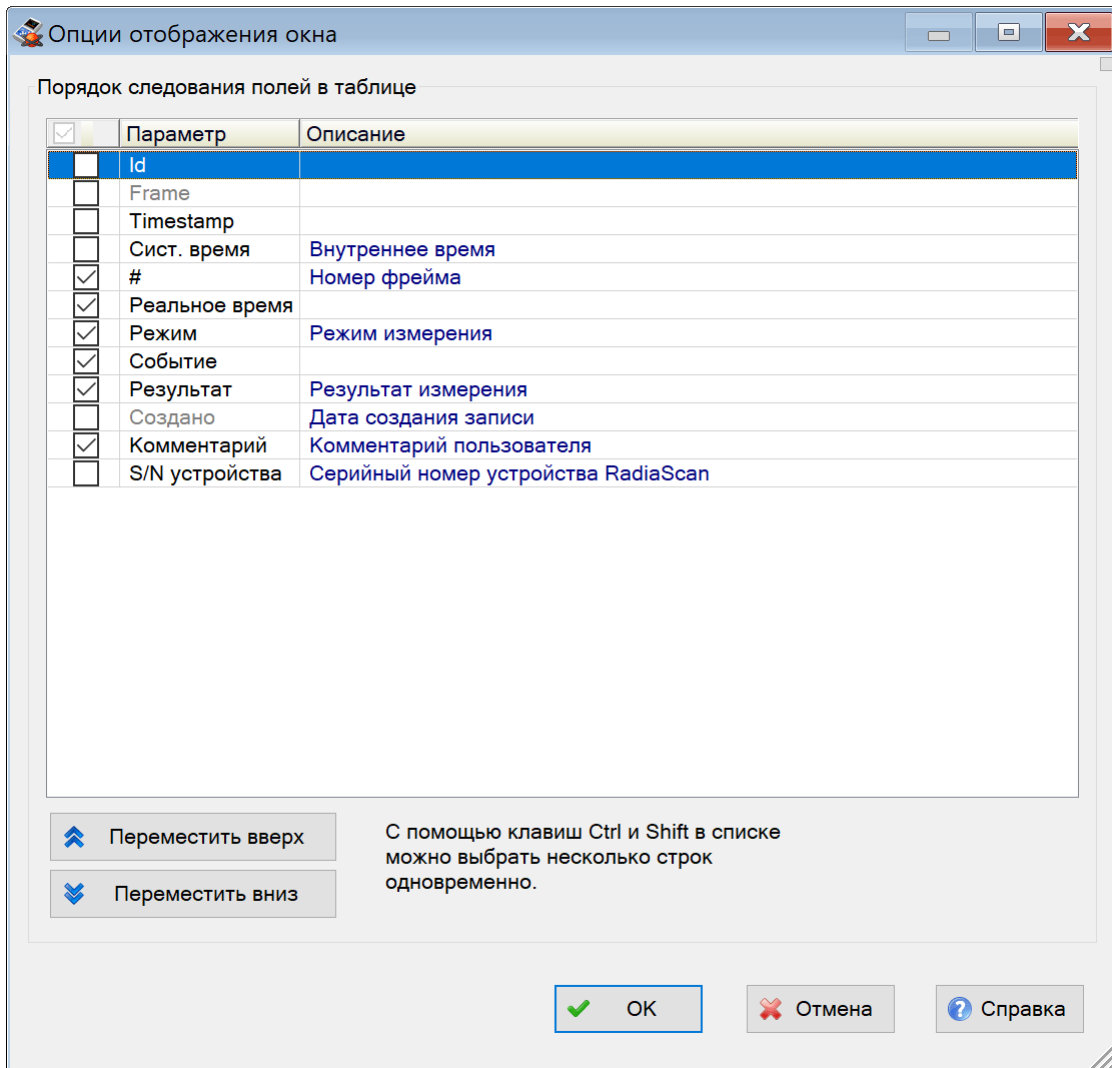 Опции отображения окна
Порядок следования полей в таблице
Параметр Описание
Id
Frame
Timestamp
Сист. время Внутреннее время
# Номер фрейма
Реальное время
Режим Режим измерения
Событие
Результат Результат измерения
Создано Дата создания записи
Комментарий Комментарий пользователя
S/N устройства Серийный номер устройства RadiaScan
Переместить вверх
С помощью клавиш Ctrl и Shift в списке
можно выбрать несколько строк
одновременно.
Переместить вниз
OK Отмена Справка